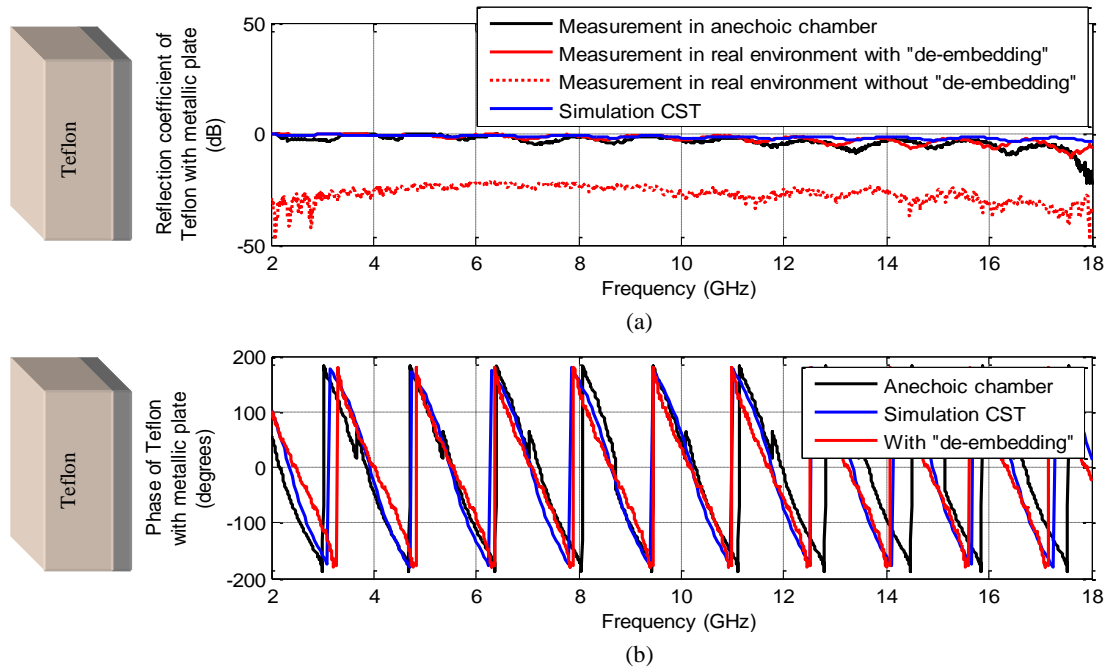 Teflon
Reflection coefficient of
Teflon with metallic plate
(dB)
50
0
-50
Measurement in anechoic chamber
Measurement in real environment with "de-embedding"
Measurement in real environment without "de-embedding"
Simulation CST
2 4 6 8 10 12 14 16 18
Frequency (GHz)
(a)
Teflon
Phase of Teflon
with metallic plate
(degrees)
200
100
0
-100
-200
Anechoic chamber
Simulation CST
With "de-embedding"
2 4 6 8 10 12 14 16 18
Frequency (GHz)
(b)